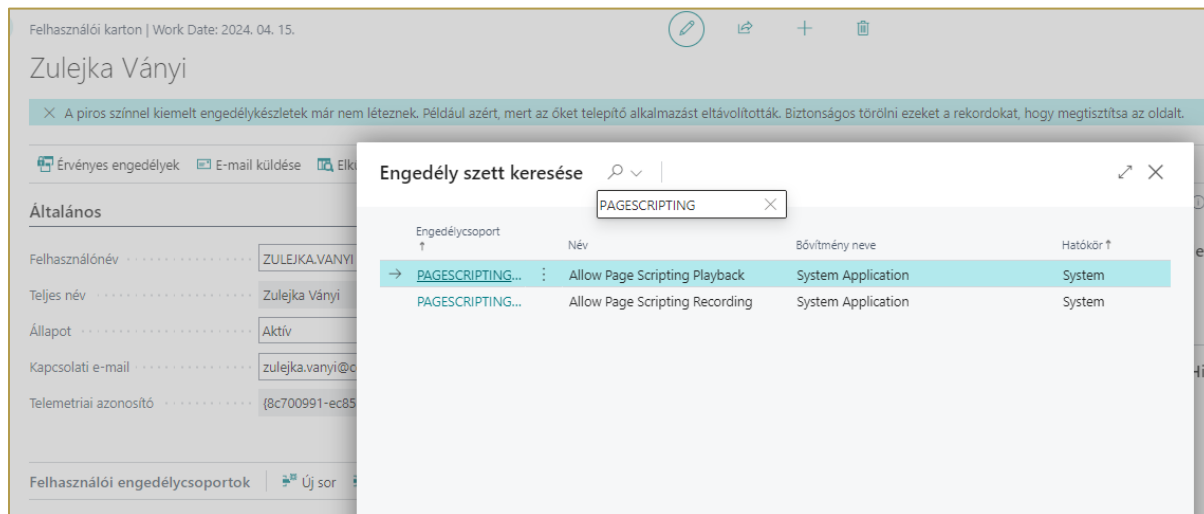 Felhasználói karton | Work Date: 2024. 04. 15.
Zulejka Ványi
A piros színnel kiemelt engedélykészletek már nem léteznek. Például azért, mert az őket telepítő alkalmazást eltávolították. Biztonságos törölni ezeket a rekordokat, hogy megtisztítsa az oldalt.
Érvényes engedélyek E-mail küldése
Engedély szett keresése
PAGESCRIPTING
Általános
Engedélycsoport Név Bővítmény neve Hatókör
Felhasználónév ZULEJKA.VANYI
PAGESCRIPTING... Allow Page Scripting Playback System Application System
Teljes név Zulejka Ványi
PAGESCRIPTING... Allow Page Scripting Recording System Application System
Állapot Aktív
Kapcsolati e-mail zulejka.vanyi@c
Telemetriai azonosító {8c700991-ec85
Felhasználói engedélycsoportok Új sor